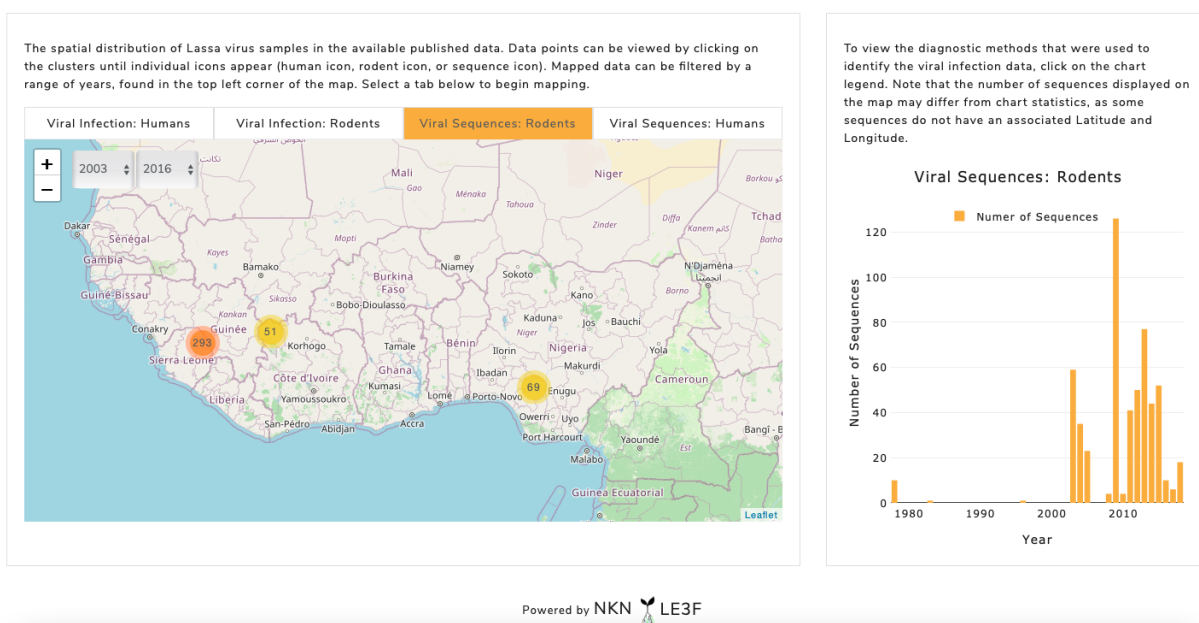 The spatial distribution of Lassa virus samples in the available published data. Data points can be viewed by clicking on
the clusters until individual icons appear (human icon, rodent icon, or sequence icon). Mapped data can be filtered by a
range of years, found in the top left corner of the map. Select a tab below to begin mapping.
Viral Infection: Humans
Viral Infection: Rodents
Viral Sequences: Rodents
Viral Sequences: Humans
+
−
2003
2016
Mali
Gao
Ménaka
Niger
Tahoua
Borkou
Zinder
Diffa
Kanem كانم
Tchad
Batha
Dakar
Sénégal
Gambia
Kayes
Mopti
Bamako
Niamey
Sokoto
N'Djaména
انجمينا
Guiné-Bissau
Burkina
Faso
Sikasso
Bobo-Dioulasso
Kano
Borno
Kankan
Conakry
Guinée
293
51
Korhogo
Tamale
Bénin
Kaduna
Jos
Bauchi
Niger
Ilorin
Nigeria
Yola
Sierra Leone
Côte d'Ivoire
Ghana
Kumasi
Ibadan
Makurdi
Cameroun
Liberia
Yamoussoukro
Lomé
Porto-Novo
69
Enugu
San-Pédro
Abidjan
Accra
Owerri
Uyo
Port Harcourt
Yaoundé
Est
Bangî - B
Malabo
Guinea Ecuatorial
Leaflet
To view the diagnostic methods that were used to
identify the viral infection data, click on the chart
legend. Note that the number of sequences displayed on
the map may differ from chart statistics, as some
sequences do not have an associated Latitude and
Longitude.
Viral Sequences: Rodents
Numer of Sequences
Number of Sequences
120
100
80
60
40
20
0
1980
1990
2000
2010
Year
Powered by NKN LE3F